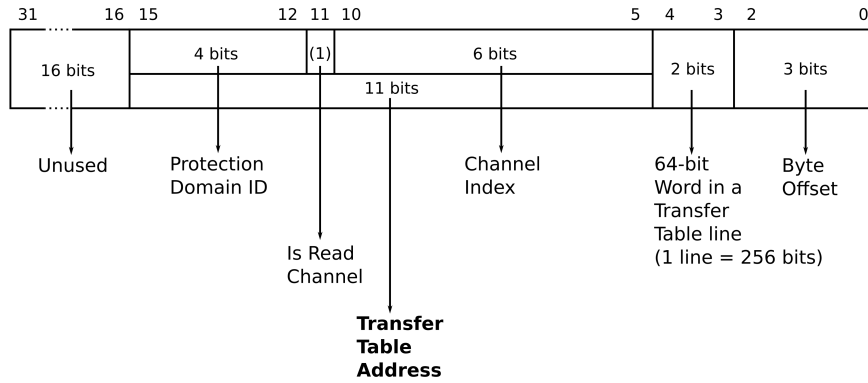 31 16 15 12 11 10 5 4 3 2 0
4 bits (1) 6 bits
16 bits 2 bits 3 bits
11 bits
Unused
Protection
Domain ID
Channel
Index
64-bit
Word in a
Transfer
Table line
(1 line = 256 bits)
Byte
Offset
Is Read
Channel
Transfer
Table
Address